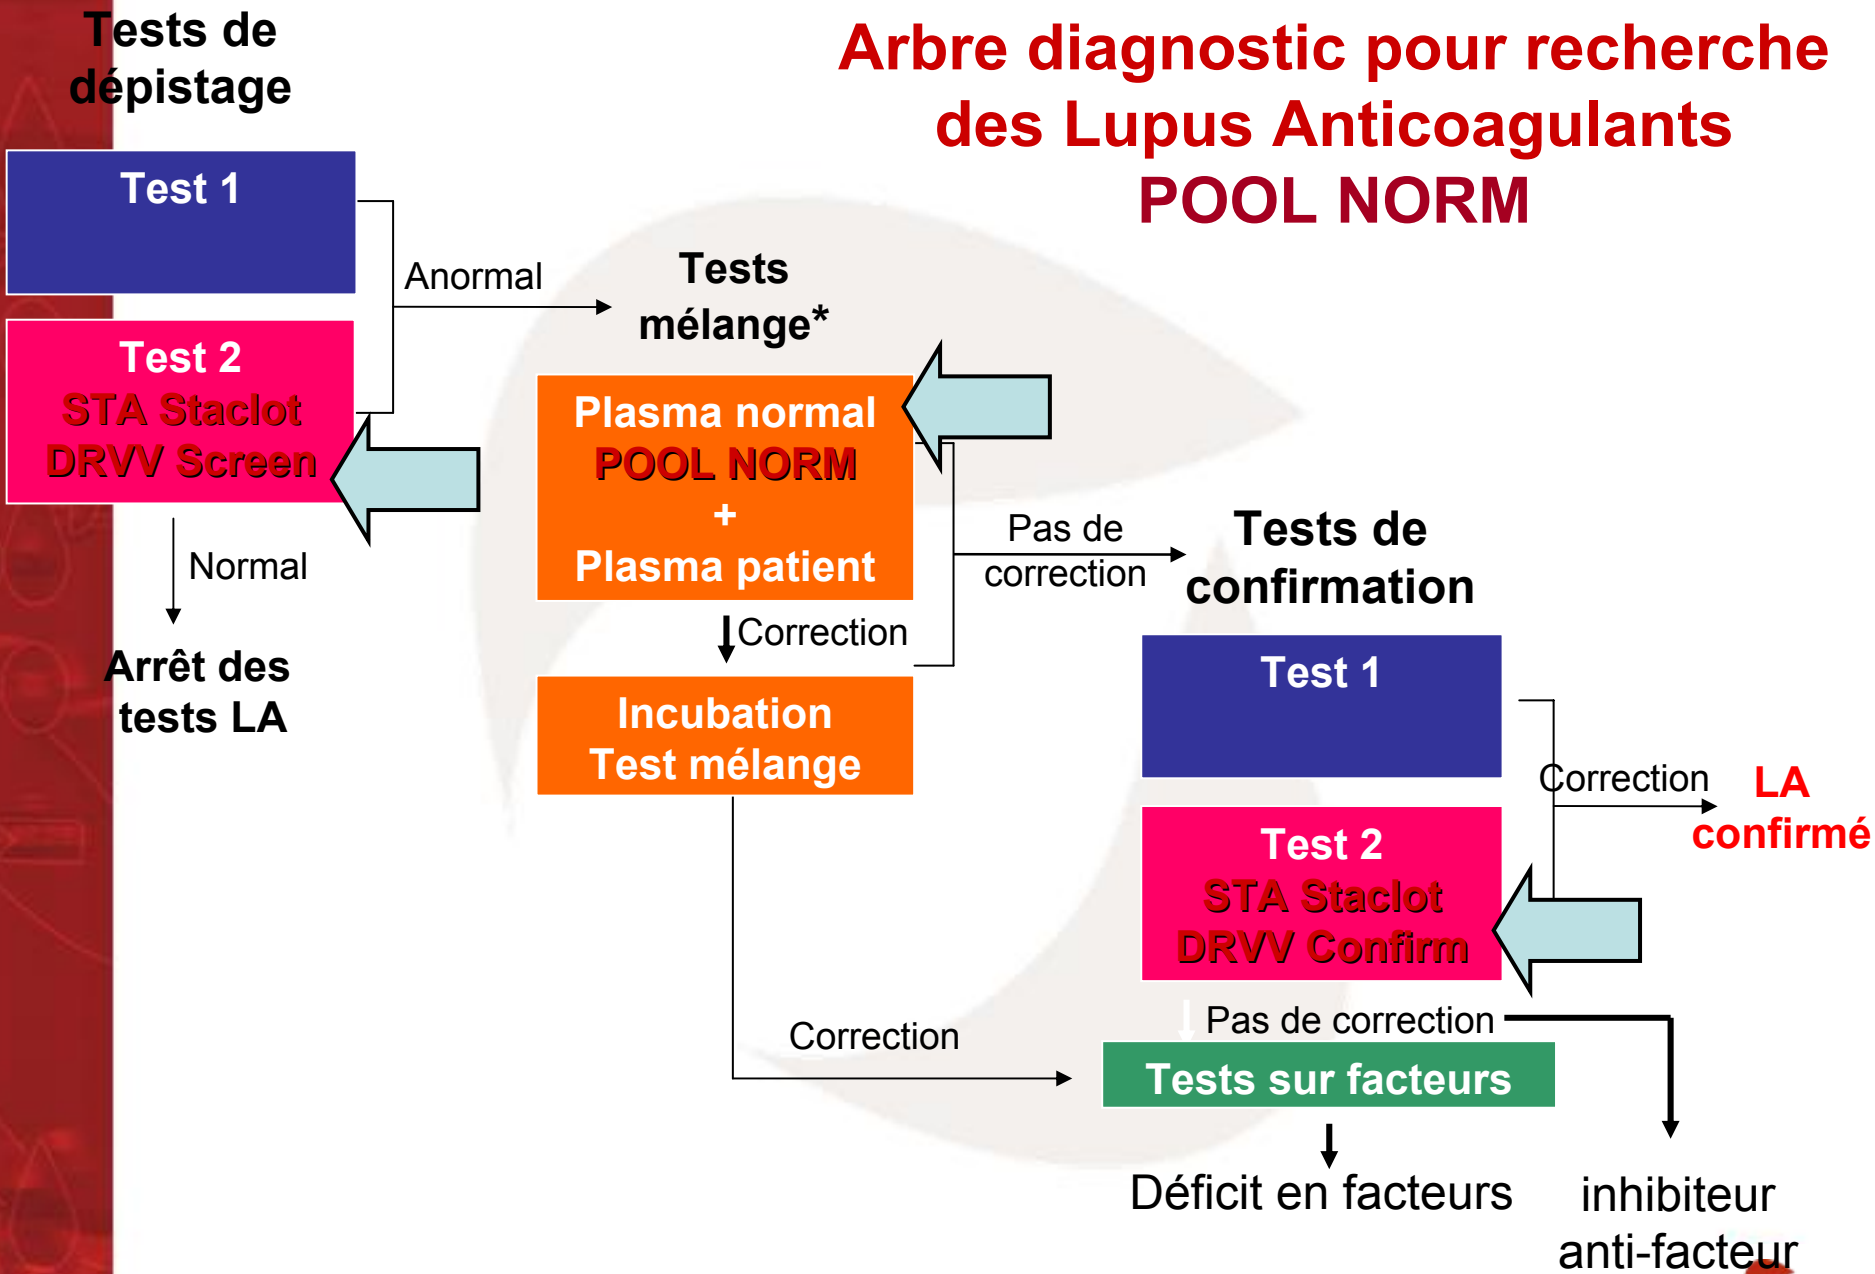 Tests de
dépistage
Arbre diagnostic pour recherche
des Lupus Anticoagulants
POOL NORM
Test 1
Anormal
Test 2
STA Staclot
DRVV Screen
Normal
Arrêt des
tests LA
Tests
mélange*
Plasma normal
POOL NORM
+
Plasma patient
Correction
Incubation
Test mélange
Pas de
correction
Tests de
confirmation
Test 1
Test 2
STA Staclot
DRVV Confirm
Correction
LA
confirmé
Pas de correction
Correction
Tests sur facteurs
Déficit en facteurs
inhibiteur
anti-facteur